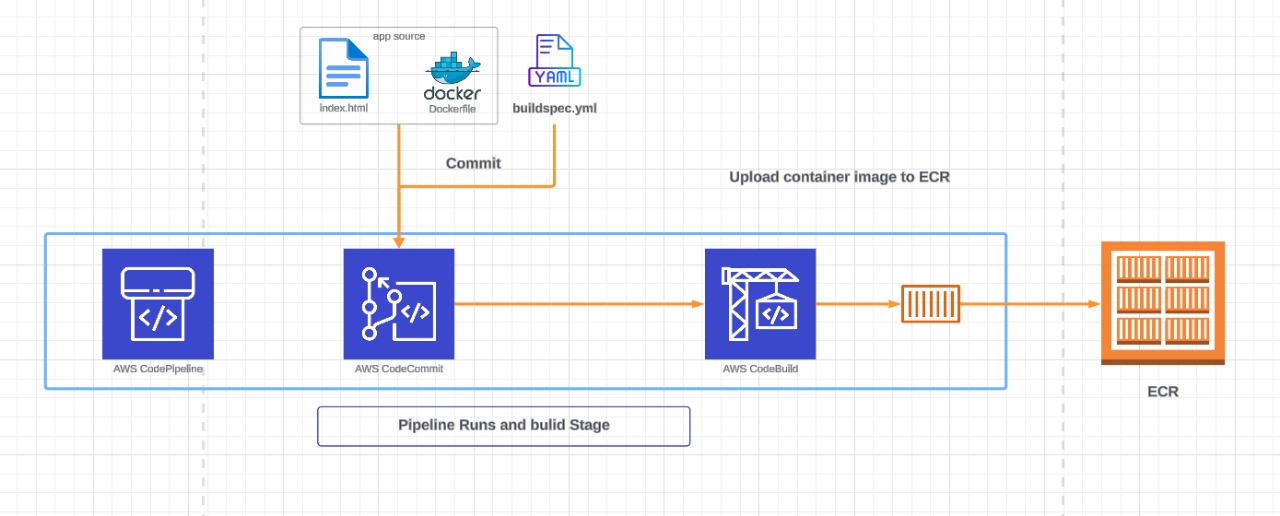 app source
docker
index.html
Dockerfile
YAML
buildspec.yml
Commit
Upload container image to ECR
AWS CodePipeline
AWS CodeCommit
AWS CodeBuild
ECR
Pipeline Runs and bulid Stage